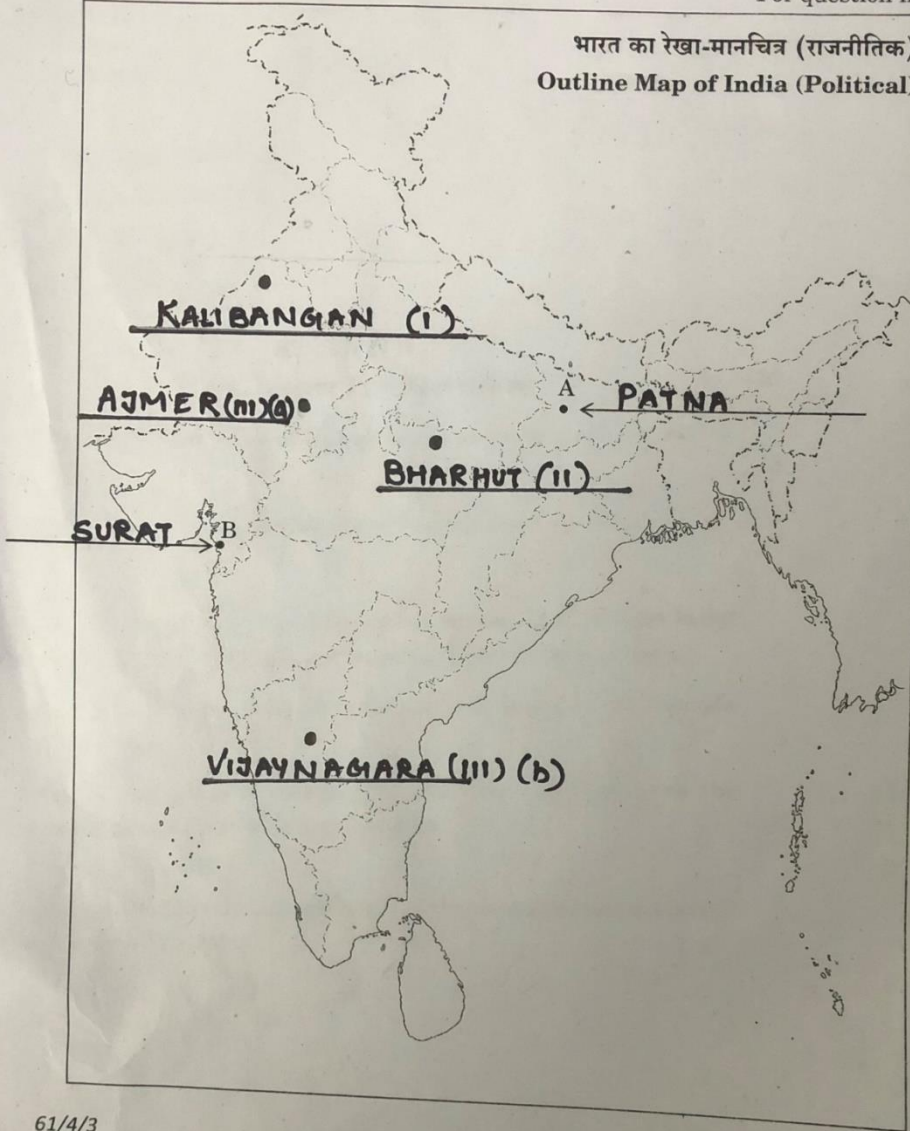 भारत का रेखा-मानचित्र (राजनीतिक)
Outline Map of India (Political)
KALIBANGAN (I)
A
AJMER (III)(a)
PATNA
BHARHUT (II)
SURAT
B
VIJAYNAGARA (III) (b)
61/4/3